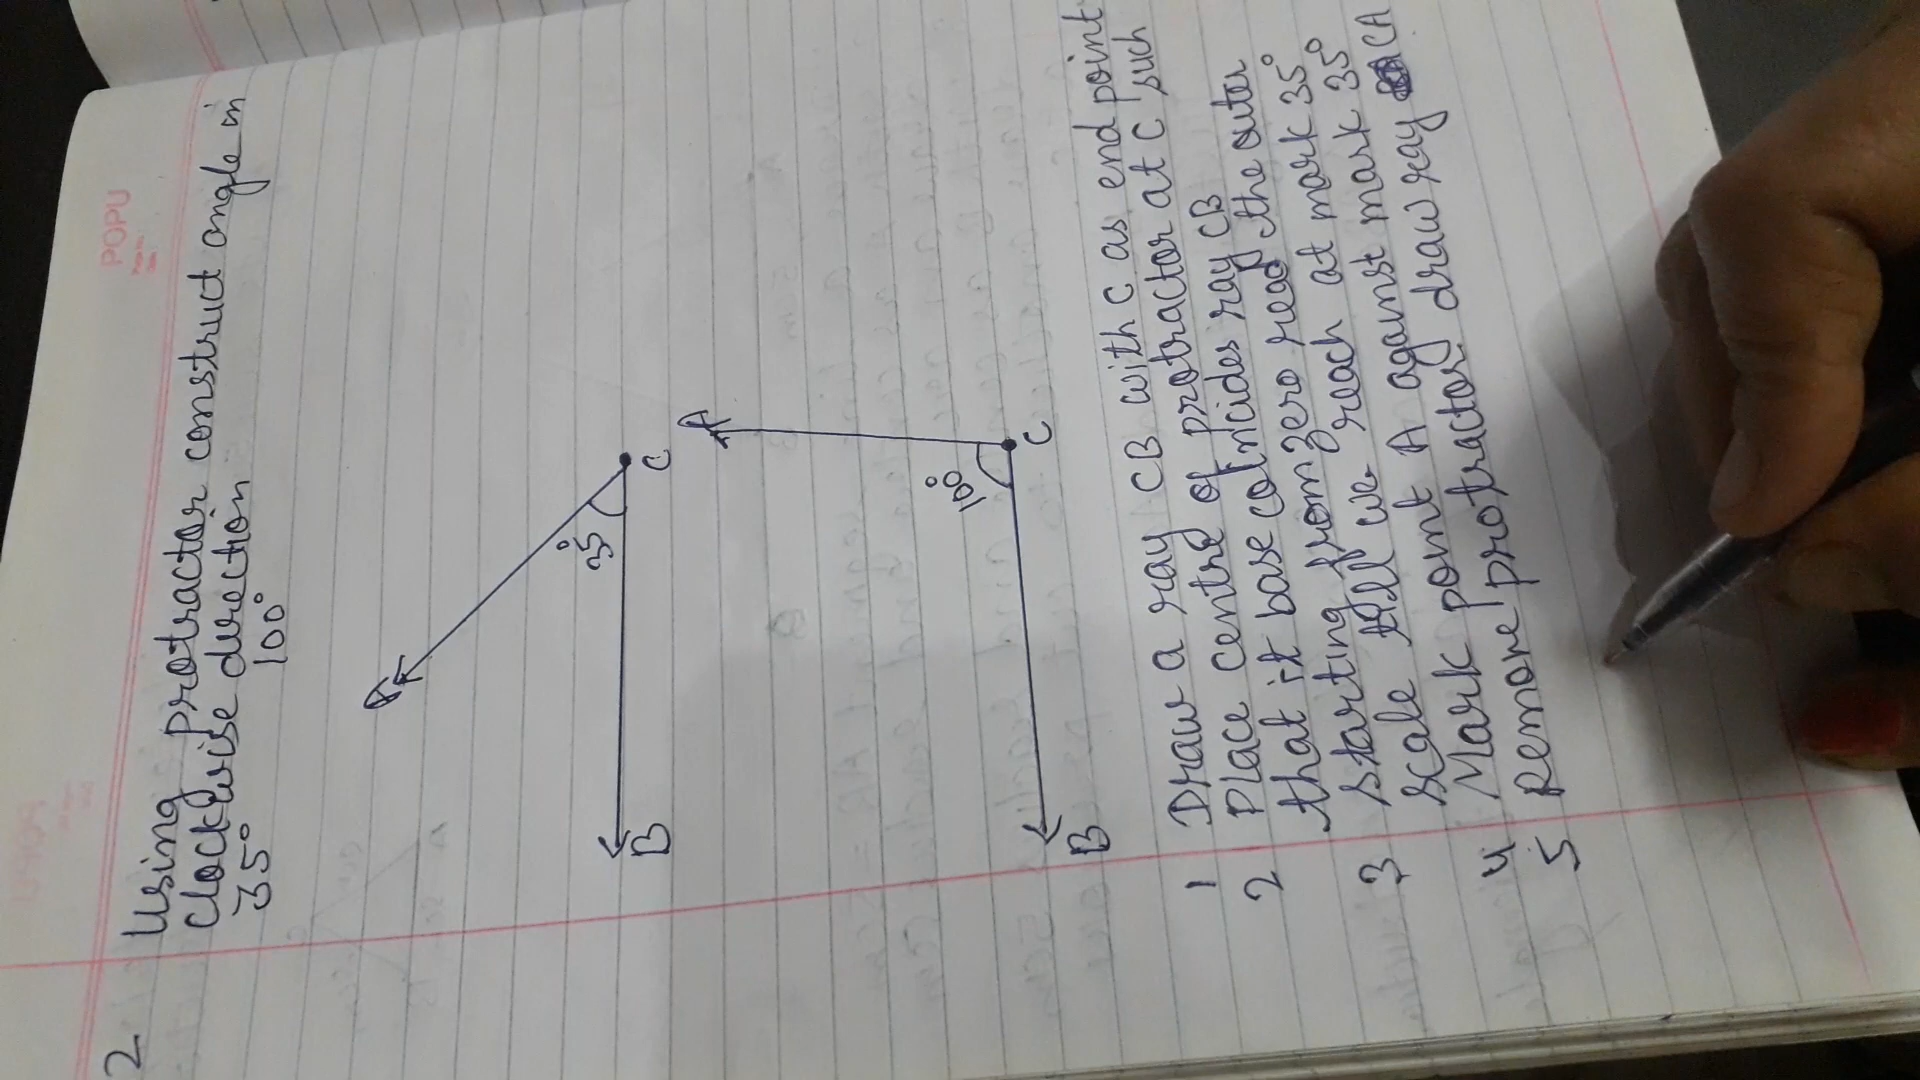 POPU
2 Using protractor construct angle in
clockwise direction
35° 100°
A
35°
B
C
A
100°
B
C
1 Draw a ray CB with C as end point
2 Place centre of protractor at C such
that it base coincides ray CB
3 starting from zero read the outer
scale till we reach at mark 35°
4 Mark point A against mark 35°
5 Remove protractor draw ray CA